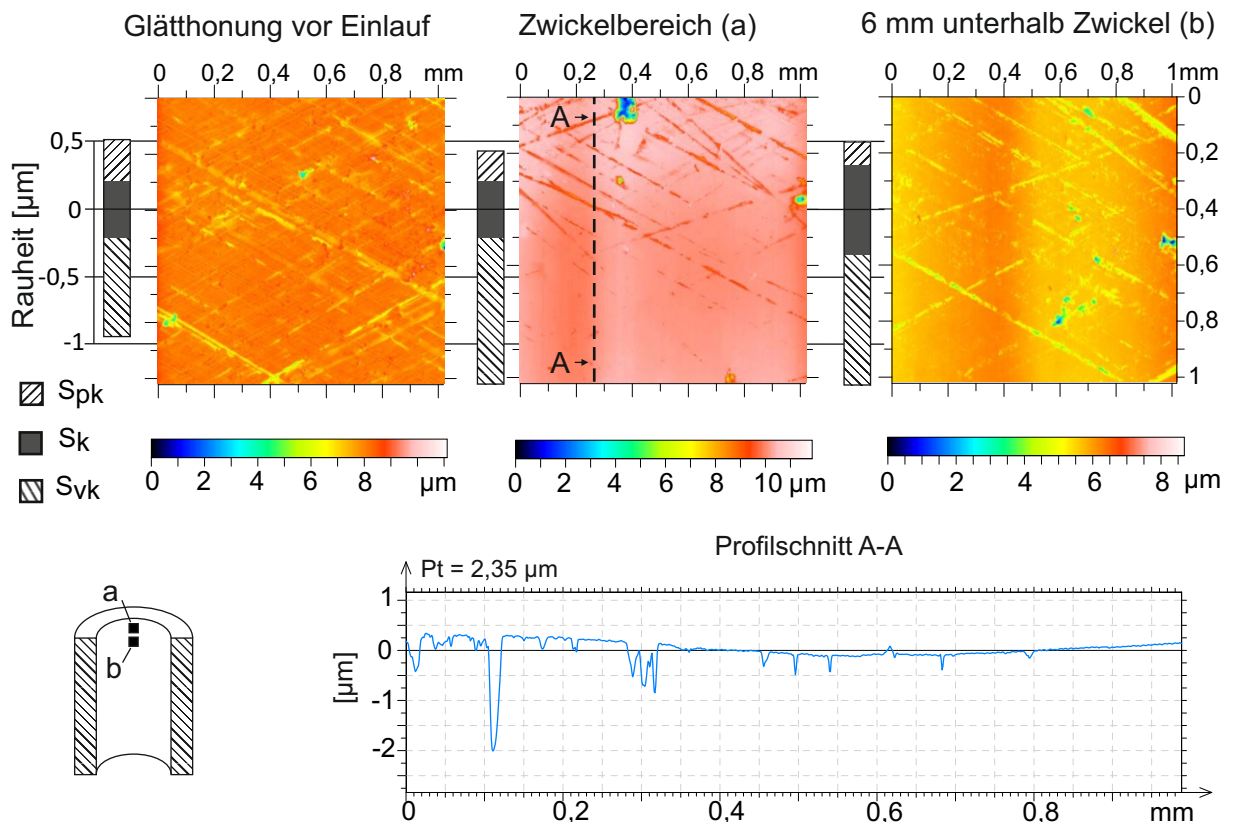 Glätthonung vor Einlauf
Zwickelbereich (a)
6 mm unterhalb Zwickel (b)
0 0,2 0,4 0,6 0,8 mm
0 0,2 0,4 0,6 0,8 mm
0 0,2 0,4 0,6 0,8 1mm
Rauheit [µm]
0,5
0
-0,5
-1
A
A
0
0,2
0,4
0,6
0,8
1
Spk
Sk
Svk
0 2 4 6 8 µm
0 2 4 6 8 10 µm
0 2 4 6 8 µm
a
b
Profilschnitt A-A
Pt = 2,35 µm
[µm]
1
0
-1
-2
0 0,2 0,4 0,6 0,8 mm